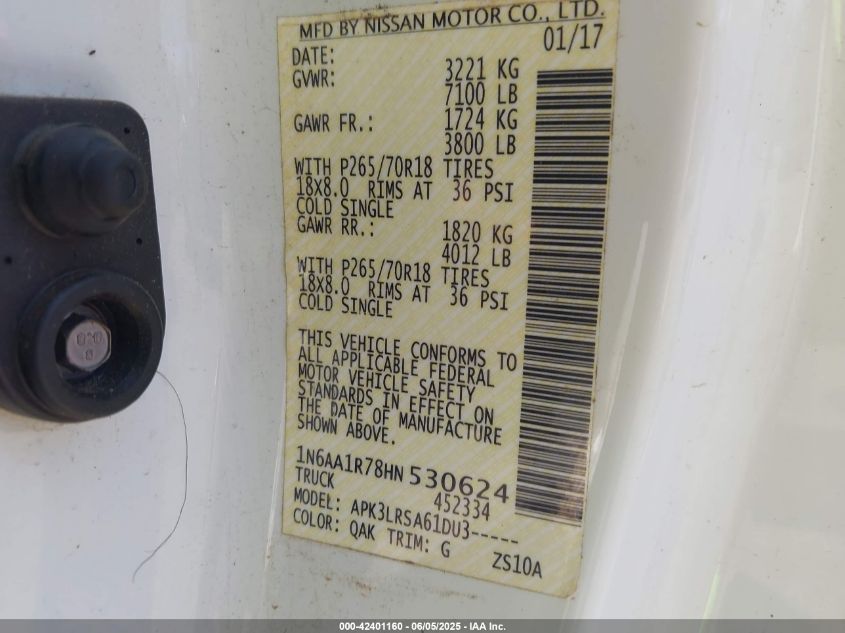 MFD BY NISSAN MOTOR CO., LTD.
DATE: 01/17
GVWR: 3221 KG
7100 LB
GAWR FR.: 1724 KG
3800 LB
WITH P265/70R18 TIRES
18X8.0 RIMS AT 36 PSI
COLD SINGLE
GAWR RR.: 1820 KG
4012 LB
WITH P265/70R18 TIRES
18X8.0 RIMS AT 36 PSI
COLD SINGLE
THIS VEHICLE CONFORMS TO
ALL APPLICABLE FEDERAL
MOTOR VEHICLE SAFETY
STANDARDS IN EFFECT ON
THE DATE OF MANUFACTURE
SHOWN ABOVE.
1N6AA1R78HN530624
TRUCK 452334
MODEL: APK3LRSA61DU3-----
COLOR: QAK TRIM: G
ZS10A
000-42401160 - 06/05/2025 - IAA Inc.